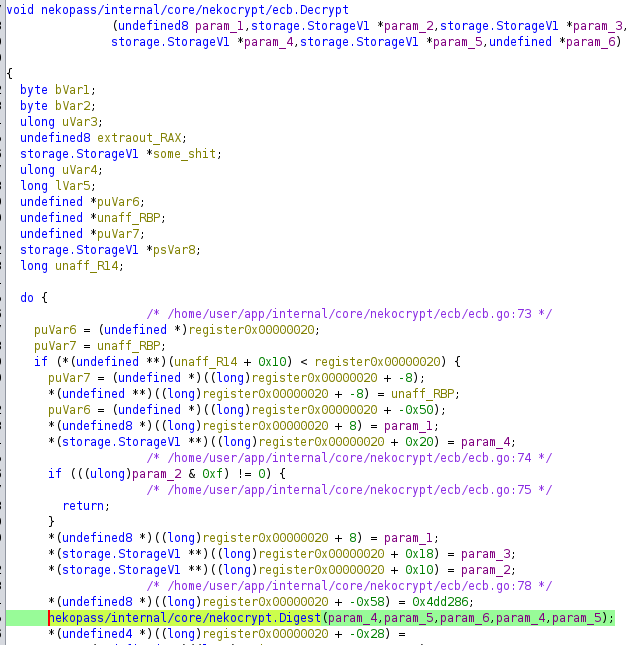 void nekopass/internal/core/nekocrypt/ecb.Decrypt
(undefined8 param_1,storage.StorageV1 *param_2,storage.StorageV1 *param_3,
storage.StorageV1 *param_4,storage.StorageV1 *param_5,undefined *param_6)
{
byte bVar1;
byte bVar2;
ulong uVar3;
undefined8 extraout_RAX;
storage.StorageV1 *some_shit;
ulong uVar4;
long lVar5;
undefined *puVar6;
undefined *unaff_RBP;
undefined *puVar7;
storage.StorageV1 *psVar8;
long unaff_R14;
do {
/* /home/user/app/internal/core/nekocrypt/ecb/ecb.go:73 */
puVar6 = (undefined *)register0x00000020;
puVar7 = unaff_RBP;
if (*(undefined **)(unaff_R14 + 0x10) < register0x00000020) {
puVar7 = (undefined *)((long)register0x00000020 + -8);
*(undefined **)((long)register0x00000020 + -8) = unaff_RBP;
puVar6 = (undefined *)((long)register0x00000020 + -0x50);
*(undefined8 *)((long)register0x00000020 + 8) = param_1;
*(storage.StorageV1 **)((long)register0x00000020 + 0x20) = param_4;
/* /home/user/app/internal/core/nekocrypt/ecb/ecb.go:74 */
if (((ulong)param_2 & 0xf) != 0) {
/* /home/user/app/internal/core/nekocrypt/ecb/ecb.go:75 */
return;
}
*(undefined8 *)((long)register0x00000020 + 8) = param_1;
*(storage.StorageV1 **)((long)register0x00000020 + 0x18) = param_3;
*(storage.StorageV1 **)((long)register0x00000020 + 0x10) = param_2;
/* /home/user/app/internal/core/nekocrypt/ecb/ecb.go:78 */
*(undefined8 *)((long)register0x00000020 + -0x58) = 0x4dd286;
nekopass/internal/core/nekocrypt.Digest(param_4,param_5,param_6,param_4,param_5);
*(undefined4 *)((long)register0x00000020 + -0x28) =